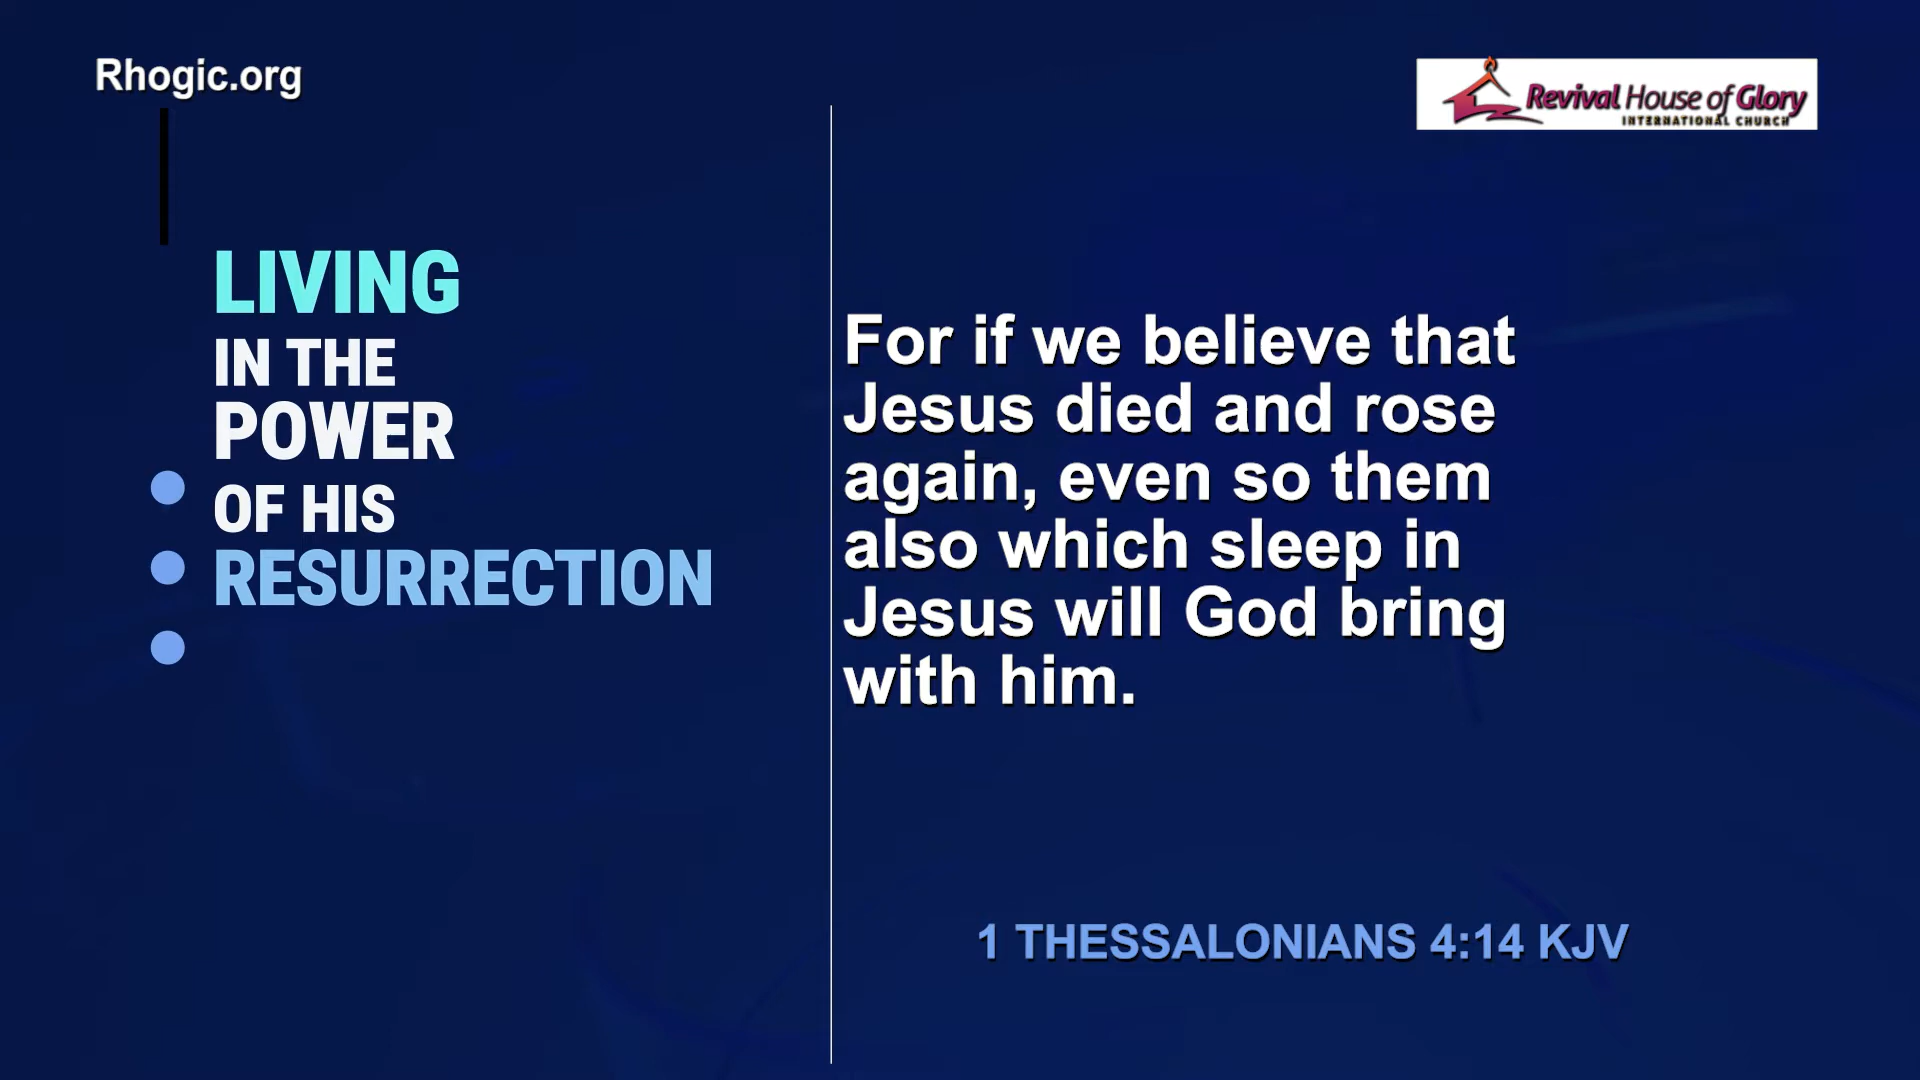 Rhogic.org
Revival House of Glory
INTERNATIONAL CHURCH
LIVING
IN THE
POWER
OF HIS
RESURRECTION
For if we believe that
Jesus died and rose
again, even so them
also which sleep in
Jesus will God bring
with him.
1 THESSALONIANS 4:14 KJV